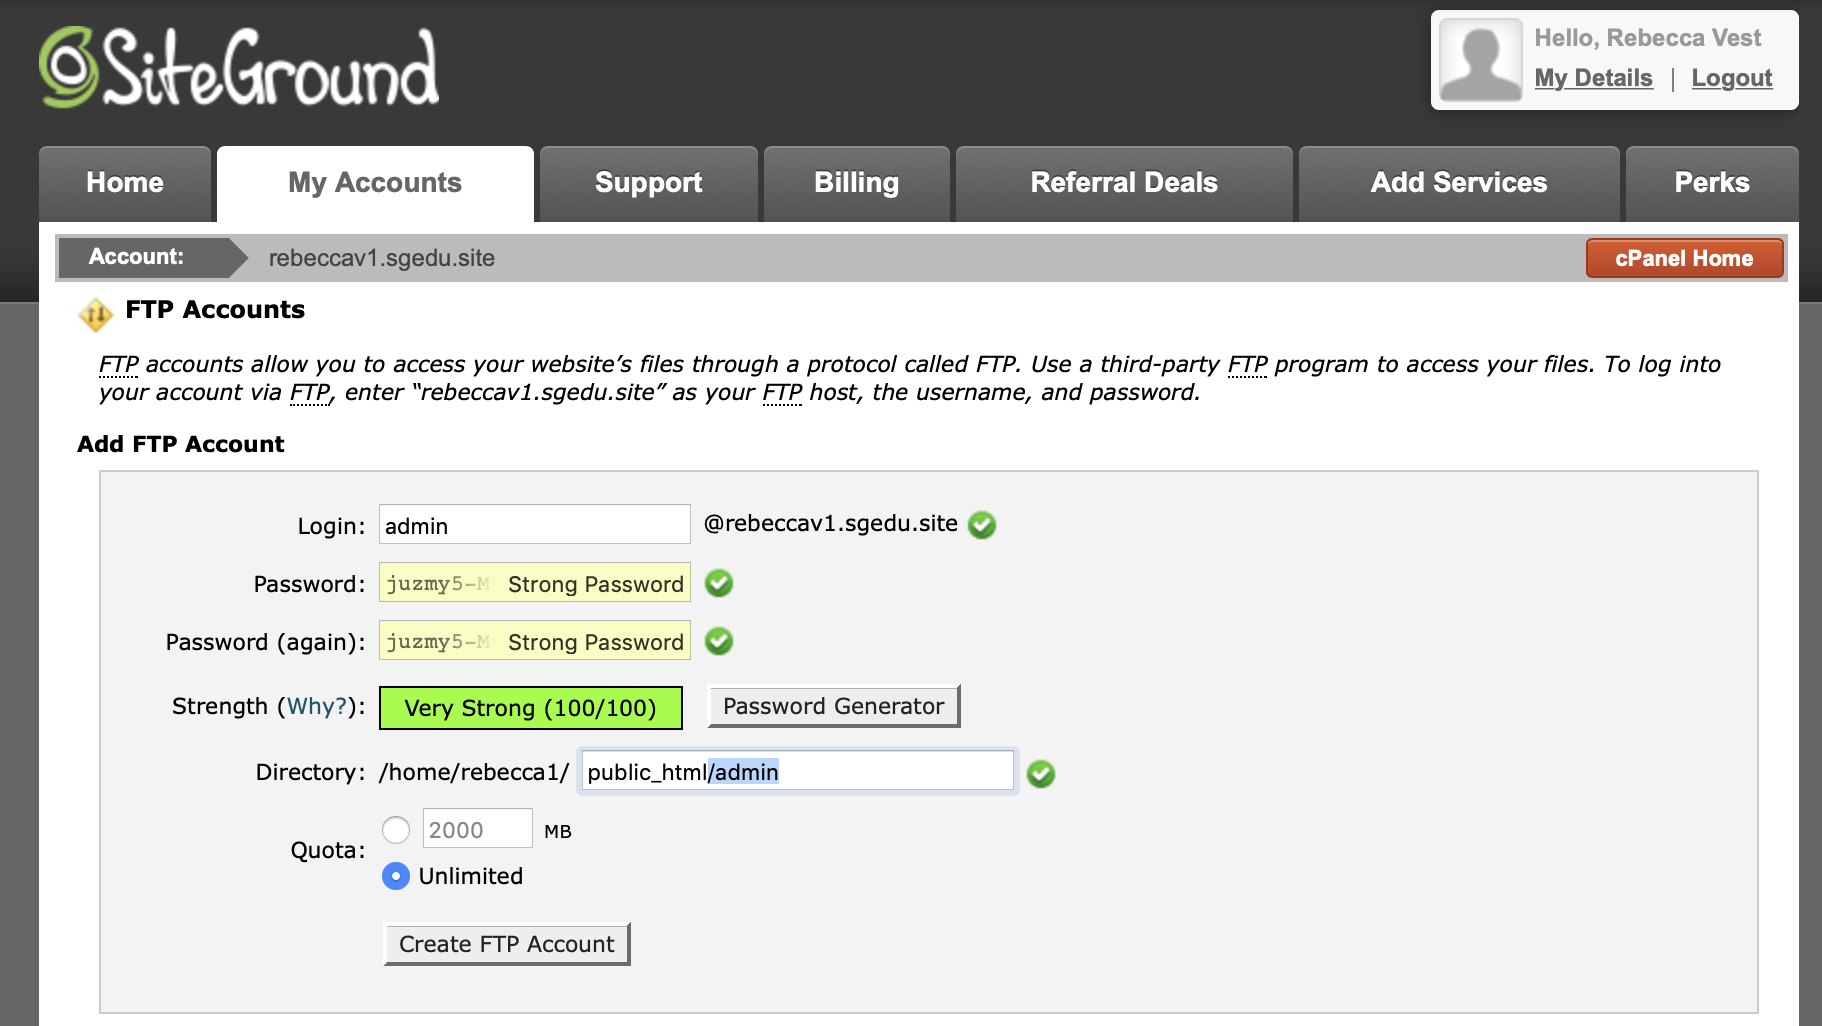 SiteGround
Hello, Rebecca Vest
My Details | Logout
Home My Accounts Support Billing Referral Deals Add Services Perks
Account: rebeccav1.sgedu.site cPanel Home
FTP Accounts
FTP accounts allow you to access your website’s files through a protocol called FTP. Use a third-party FTP program to access your files. To log into
your account via FTP, enter “rebeccav1.sgedu.site” as your FTP host, the username, and password.
Add FTP Account
Login: admin @rebeccav1.sgedu.site
Password: juzmy5-M Strong Password
Password (again): juzmy5-M Strong Password
Strength (Why?): Very Strong (100/100) Password Generator
Directory: /home/rebecca1/ public_html/admin
2000 MB
Quota:
Unlimited
Create FTP Account